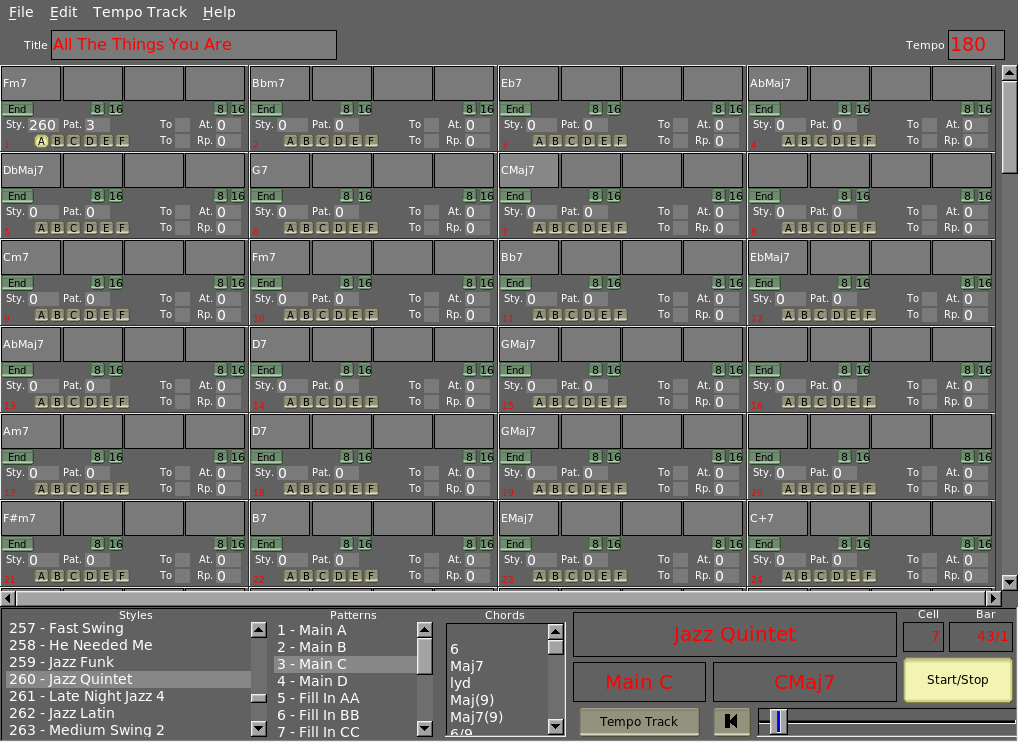 File Edit Tempo Track Help
Title All The Things You Are Tempo 180
Fm7 Bbm7 Eb7 AbMaj7
End 8 16 End 8 16 8 16 End 8 16 8 16 End 8 16 8 16
Sty. 260 Pat. 3 To At. 0 Sty. 0 Pat. 0 To At. 0 Sty. 0 Pat. 0 To At. 0 Sty. 0 Pat. 0 To At. 0
1 A B C D E F To Rp. 0 2 A B C D E F To Rp. 0 3 A B C D E F To Rp. 0 4 A B C D E F To Rp. 0
DbMaj7 G7 CMaj7
End 8 16 8 16 End 8 16 8 16 End 8 16 8 16 End 8 16 8 16
Sty. 0 Pat. 0 To At. 0 Sty. 0 Pat. 0 To At. 0 Sty. 0 Pat. 0 To At. 0 Sty. 0 Pat. 0 To At. 0
5 A B C D E F To Rp. 0 6 A B C D E F To Rp. 0 7 A B C D E F To Rp. 0 8 A B C D E F To Rp. 0
Cm7 Fm7 Bb7 EbMaj7
End 8 16 8 16 End 8 16 8 16 End 8 16 8 16 End 8 16 8 16
Sty. 0 Pat. 0 To At. 0 Sty. 0 Pat. 0 To At. 0 Sty. 0 Pat. 0 To At. 0 Sty. 0 Pat. 0 To At. 0
9 A B C D E F To Rp. 0 10 A B C D E F To Rp. 0 11 A B C D E F To Rp. 0 12 A B C D E F To Rp. 0
AbMaj7 D7 GMaj7
End 8 16 8 16 End 8 16 8 16 End 8 16 8 16 End 8 16 8 16
Sty. 0 Pat. 0 To At. 0 Sty. 0 Pat. 0 To At. 0 Sty. 0 Pat. 0 To At. 0 Sty. 0 Pat. 0 To At. 0
13 A B C D E F To Rp. 0 14 A B C D E F To Rp. 0 15 A B C D E F To Rp. 0 16 A B C D E F To Rp. 0
Am7 D7 GMaj7
End 8 16 8 16 End 8 16 8 16 End 8 16 8 16 End 8 16 8 16
Sty. 0 Pat. 0 To At. 0 Sty. 0 Pat. 0 To At. 0 Sty. 0 Pat. 0 To At. 0 Sty. 0 Pat. 0 To At. 0
17 A B C D E F To Rp. 0 18 A B C D E F To Rp. 0 19 A B C D E F To Rp. 0 20 A B C D E F To Rp. 0
F#m7 B7 EMaj7 C+7
End 8 16 8 16 End 8 16 8 16 End 8 16 8 16 End 8 16 8 16
Sty. 0 Pat. 0 To At. 0 Sty. 0 Pat. 0 To At. 0 Sty. 0 Pat. 0 To At. 0 Sty. 0 Pat. 0 To At. 0
21 A B C D E F To Rp. 0 22 A B C D E F To Rp. 0 23 A B C D E F To Rp. 0 24 A B C D E F To Rp. 0
Styles
257 - Fast Swing
258 - He Needed Me
259 - Jazz Funk
260 - Jazz Quintet
261 - Late Night Jazz 4
262 - Jazz Latin
263 - Medium Swing 2
Patterns
1 - Main A
2 - Main B
3 - Main C
4 - Main D
5 - Fill In AA
6 - Fill In BB
7 - Fill In CC
Chords
6
Maj7
lyd
Maj(9)
Maj7(9)
6/9
Jazz Quintet
Main C CMaj7
Tempo Track
Cell Bar
7 43/1
Start/Stop